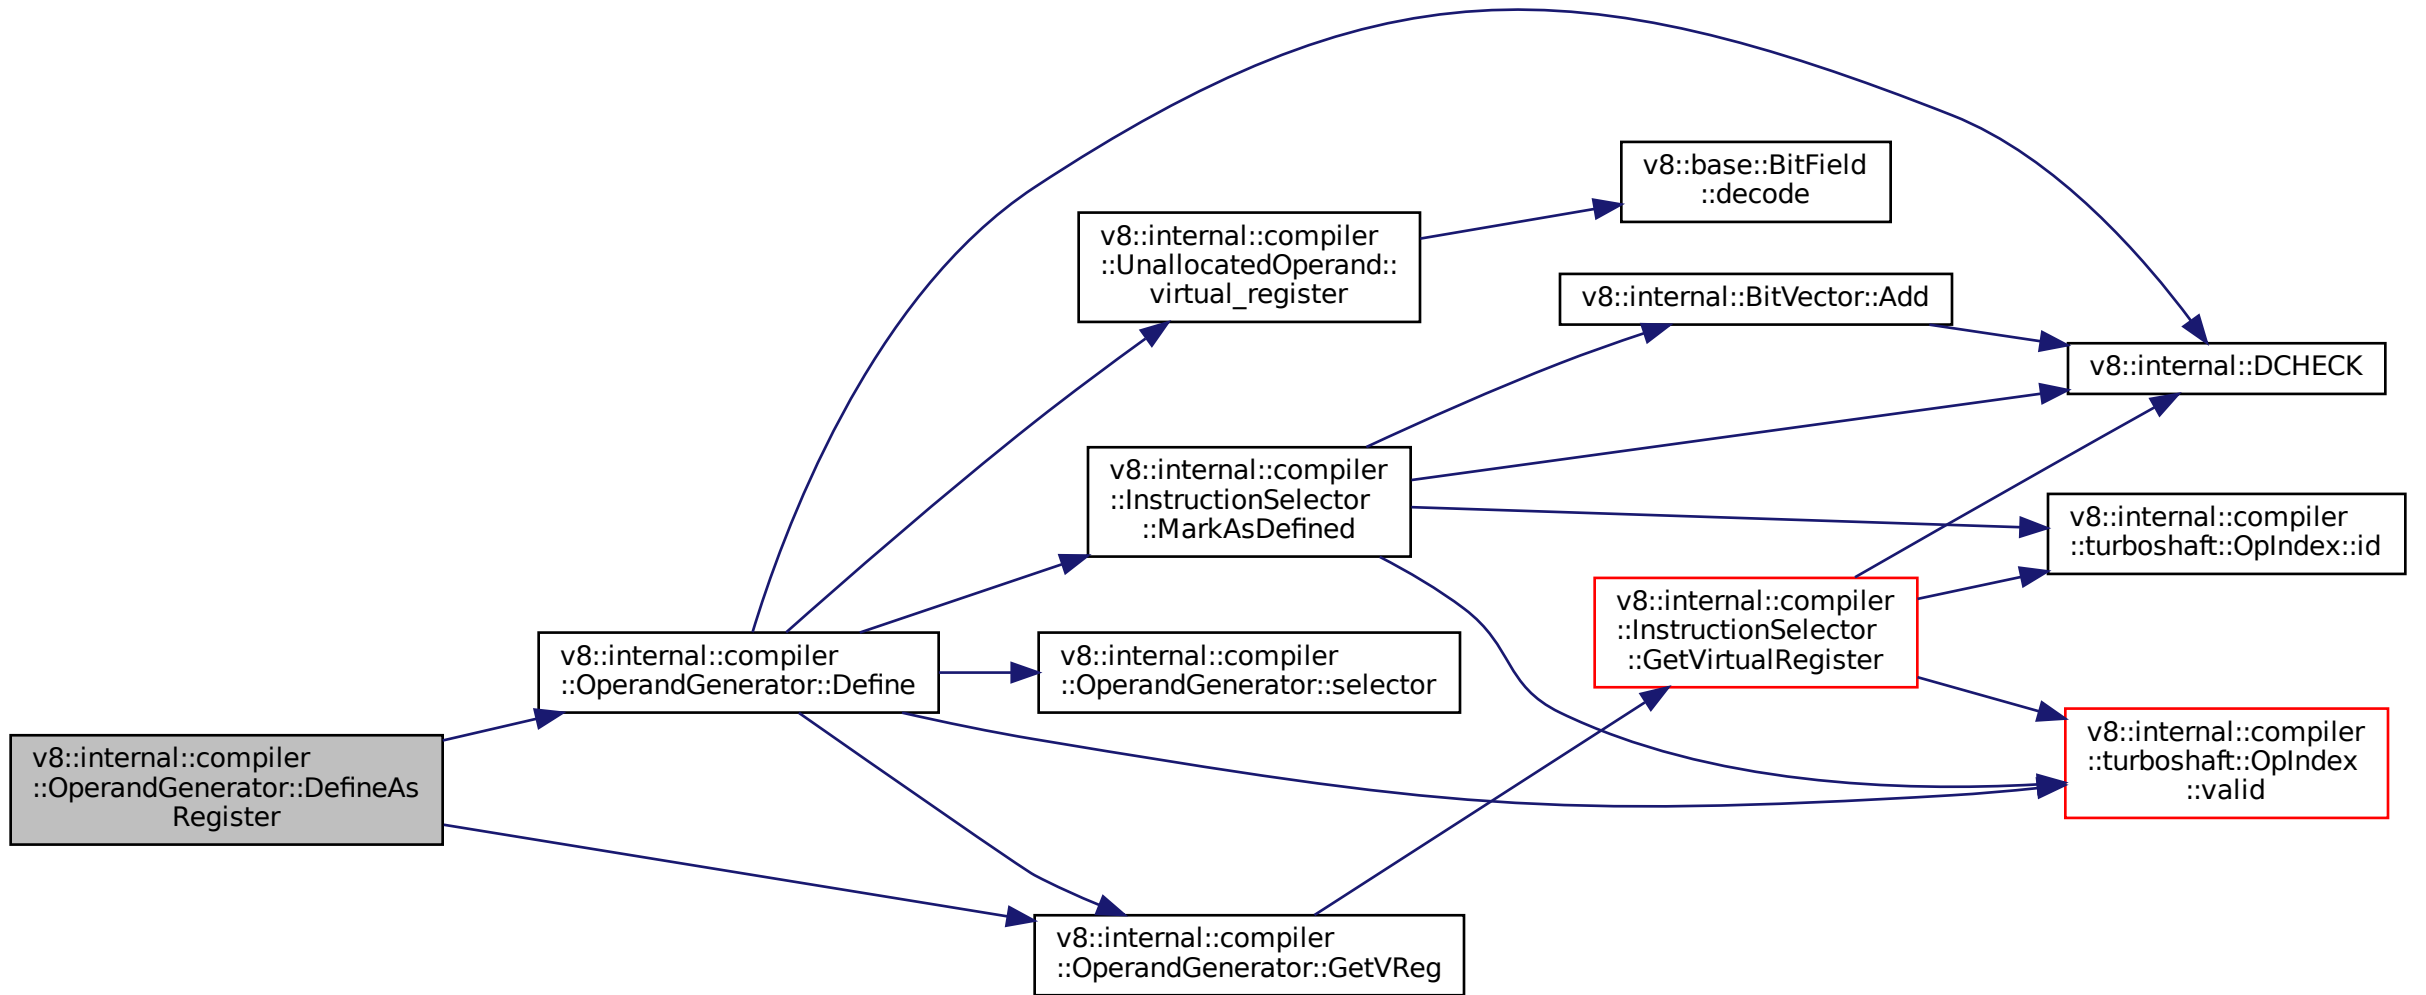 v8::internal::compiler
::OperandGenerator::DefineAs
Register
v8::internal::compiler
::OperandGenerator::Define
v8::internal::compiler
::UnallocatedOperand::
virtual_register
v8::internal::compiler
::InstructionSelector
::MarkAsDefined
v8::internal::compiler
::OperandGenerator::selector
v8::internal::compiler
::OperandGenerator::GetVReg
v8::base::BitField
::decode
v8::internal::BitVector::Add
v8::internal::compiler
::InstructionSelector
::GetVirtualRegister
v8::internal::DCHECK
v8::internal::compiler
::turboshaft::OpIndex::id
v8::internal::compiler
::turboshaft::OpIndex
::valid